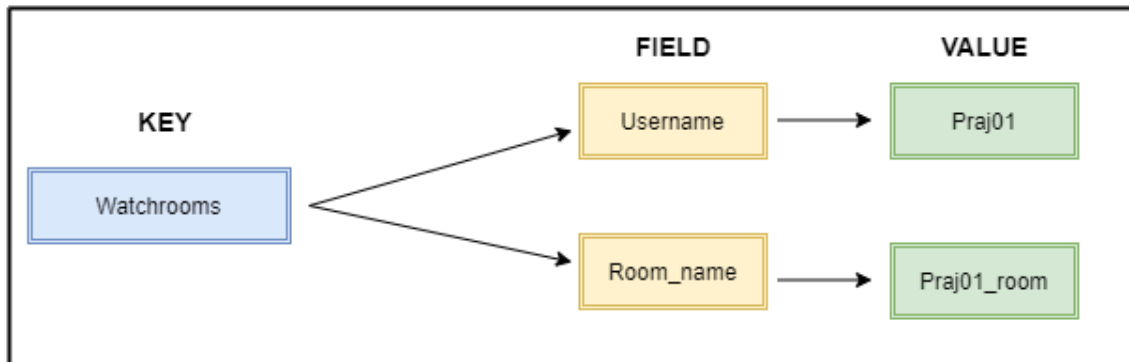 KEY
FIELD
VALUE
Watchrooms
Username
Praj01
Room_name
Praj01_room